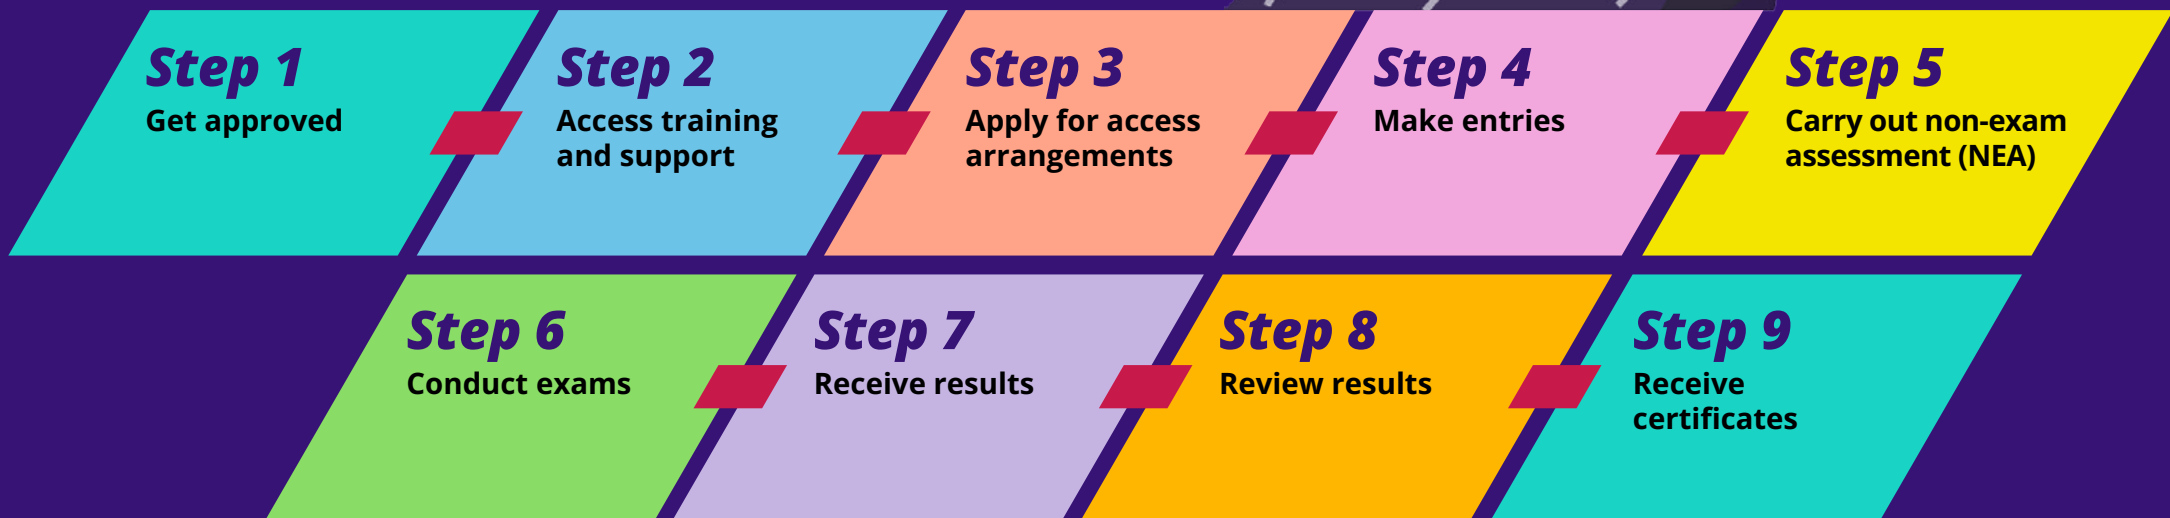 Step 1
Get approved
Step 2
Access training
and support
Step 3
Apply for access
arrangements
Step 4
Make entries
Step 5
Carry out non-exam
assessment (NEA)
Step 6
Conduct exams
Step 7
Receive results
Step 8
Review results
Step 9
Receive
certificates